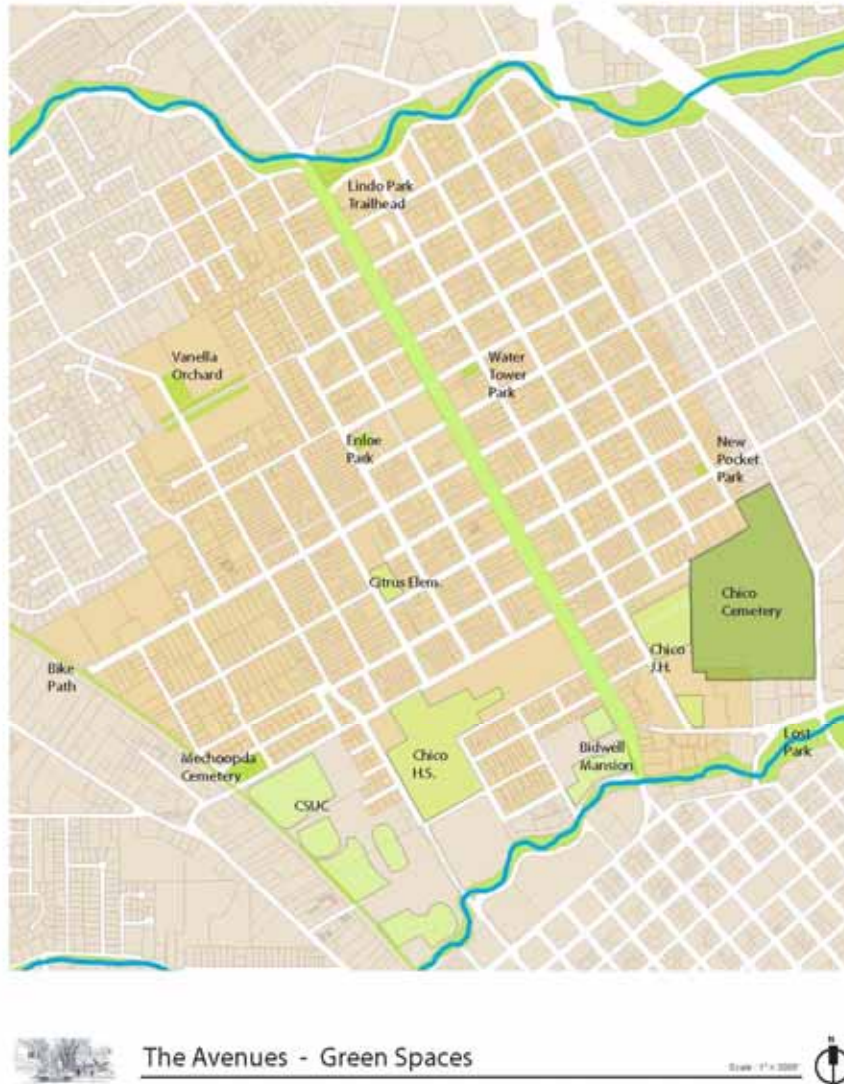 Lindo Park
Trailhead
Vanella
Orchard
Water
Tower
Park
Enloe
Park
New
Pocket
Park
Citrus Elem.
Chico
Cemetery
Chico
J.H.
Bike
Path
Mechoopda
Cemetery
Chico
H.S.
Bidwell
Mansion
Lost
Park
CSUC
N
The Avenues - Green Spaces